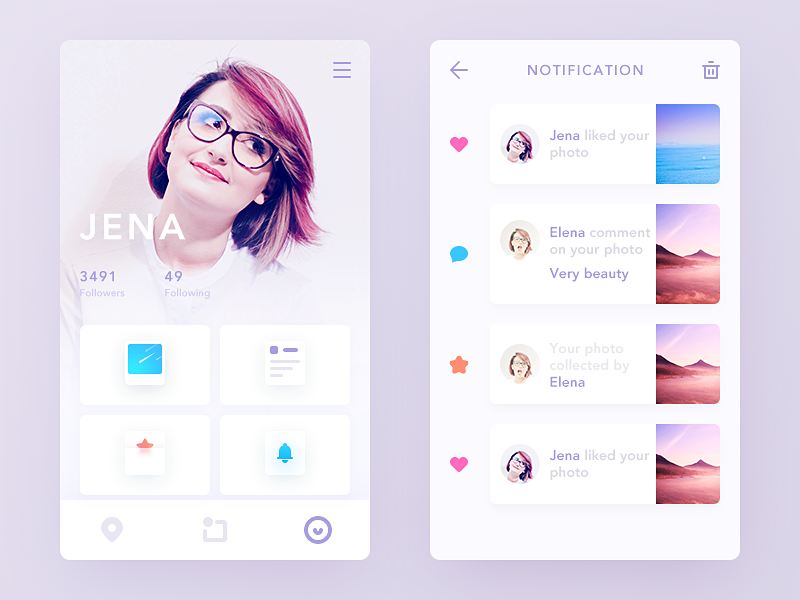 JENA
3491
49
Followers
Following
NOTIFICATION
Jena liked your
photo
Elena comment
on your photo
Very beauty
Your photo
collected by
Elena
Jena liked your
photo